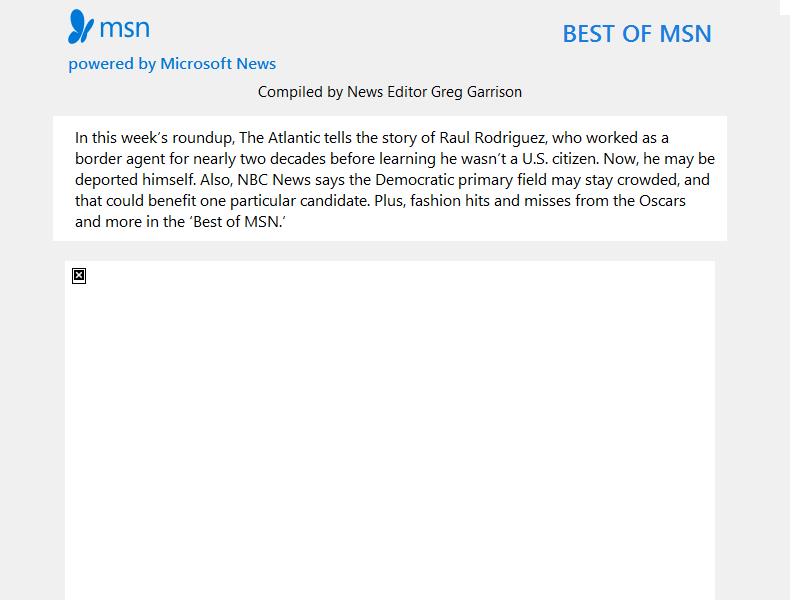 msn
BEST OF MSN
powered by Microsoft News
Compiled by News Editor Greg Garrison
In this week’s roundup, The Atlantic tells the story of Raul Rodriguez, who worked as a
border agent for nearly two decades before learning he wasn’t a U.S. citizen. Now, he may be
deported himself. Also, NBC News says the Democratic primary field may stay crowded, and
that could benefit one particular candidate. Plus, fashion hits and misses from the Oscars
and more in the ‘Best of MSN.’